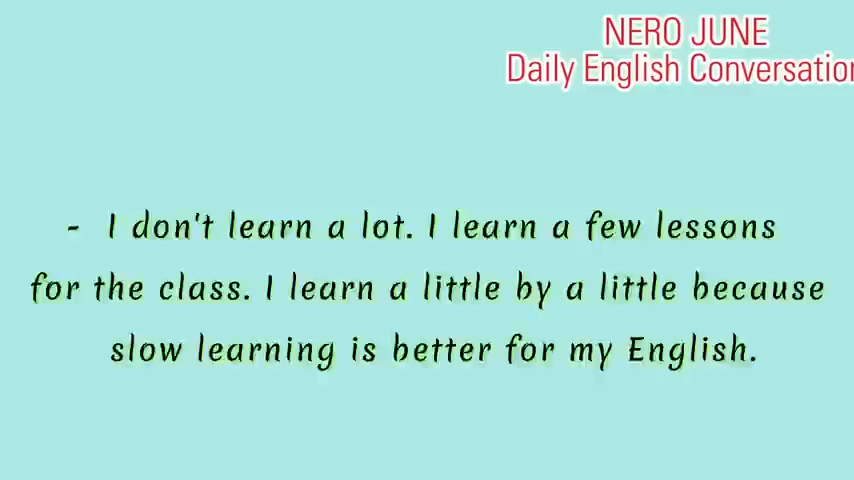 NERO JUNE
Daily English Conversation
- I don't learn a lot. I learn a few lessons
for the class. I learn a little by a little because
slow learning is better for my English.